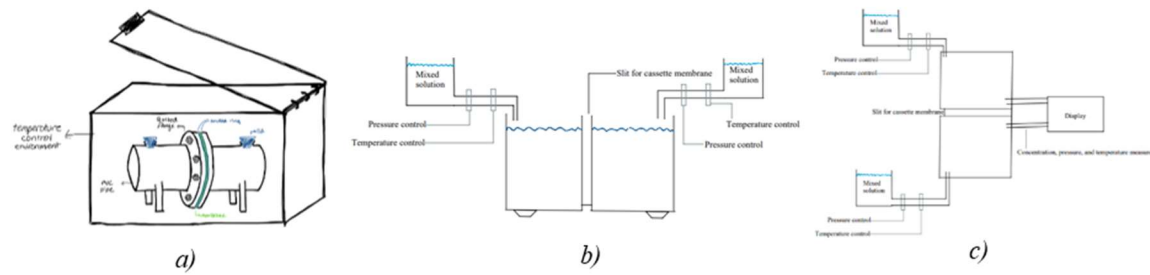 Temperature
control
environment
flange
PVC
pipe
membrane
a)
Mixed
solution
Pressure control
Temperature control
Slit for cassette membrane
Mixed
solution
Temperature control
Pressure control
b)
Mixed
solution
Pressure control
Temperature control
Slit for cassette membrane
Display
Concentration, pressure, and temperature measure
Mixed
solution
Pressure control
Temperature control
c)